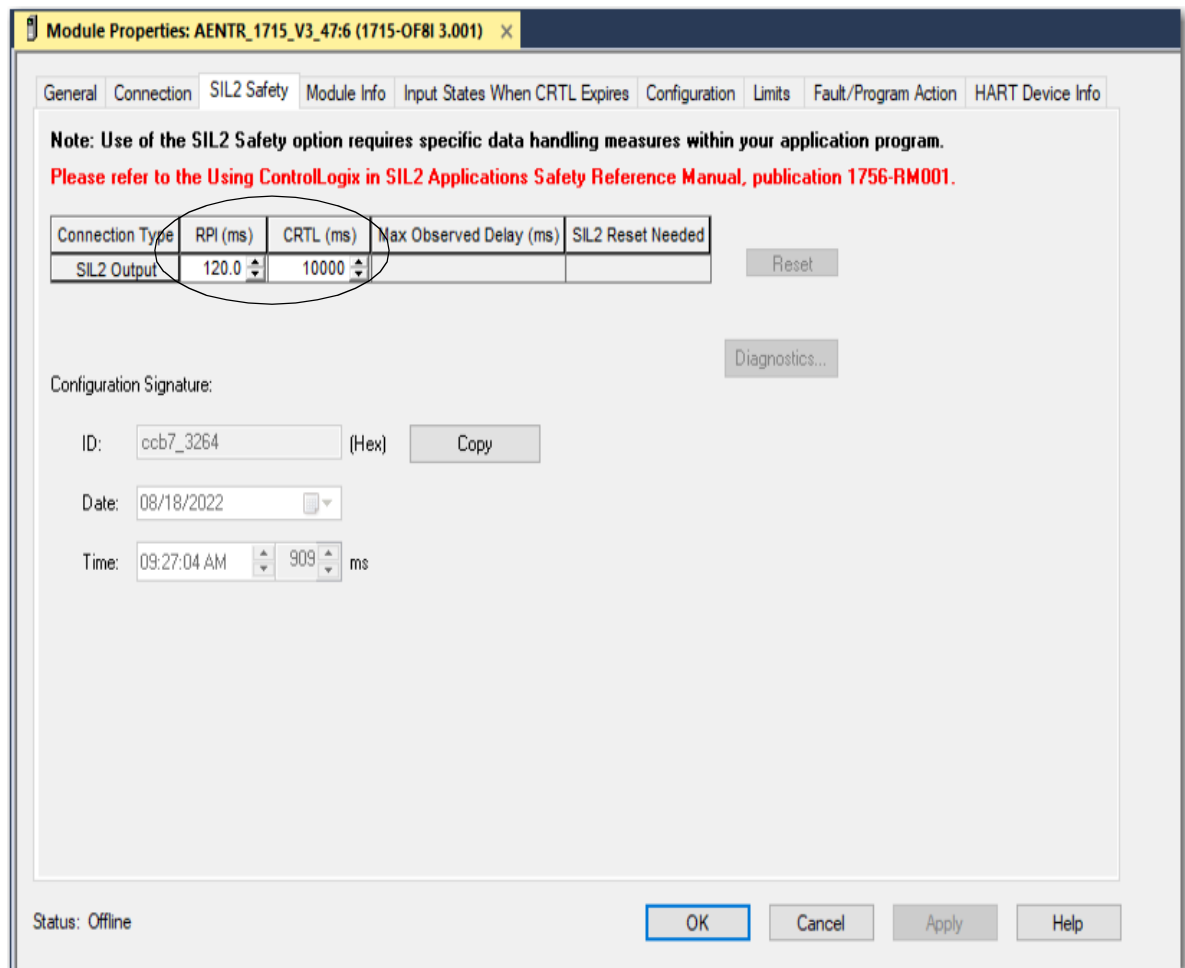 Module Properties: AENTR_1715_V3_47:6 (1715-OF8I 3.001) ×
General Connection SIL2 Safety Module Info Input States When CRTL Expires Configuration Limits Fault/Program Action HART Device Info
Note: Use of the SIL2 Safety option requires specific data handling measures within your application program.
Please refer to the Using ControlLogix in SIL2 Applications Safety Reference Manual, publication 1756-RM001.
Connection Type RPI (ms) CRTL (ms) Max Observed Delay (ms) SIL2 Reset Needed
SIL2 Output 120.0 10000
Reset
Diagnostics...
Configuration Signature:
ID: ccb7_3264 (Hex) Copy
Date: 08/18/2022
Time: 09:27:04 AM 909 ms
Status: Offline OK Cancel Apply Help